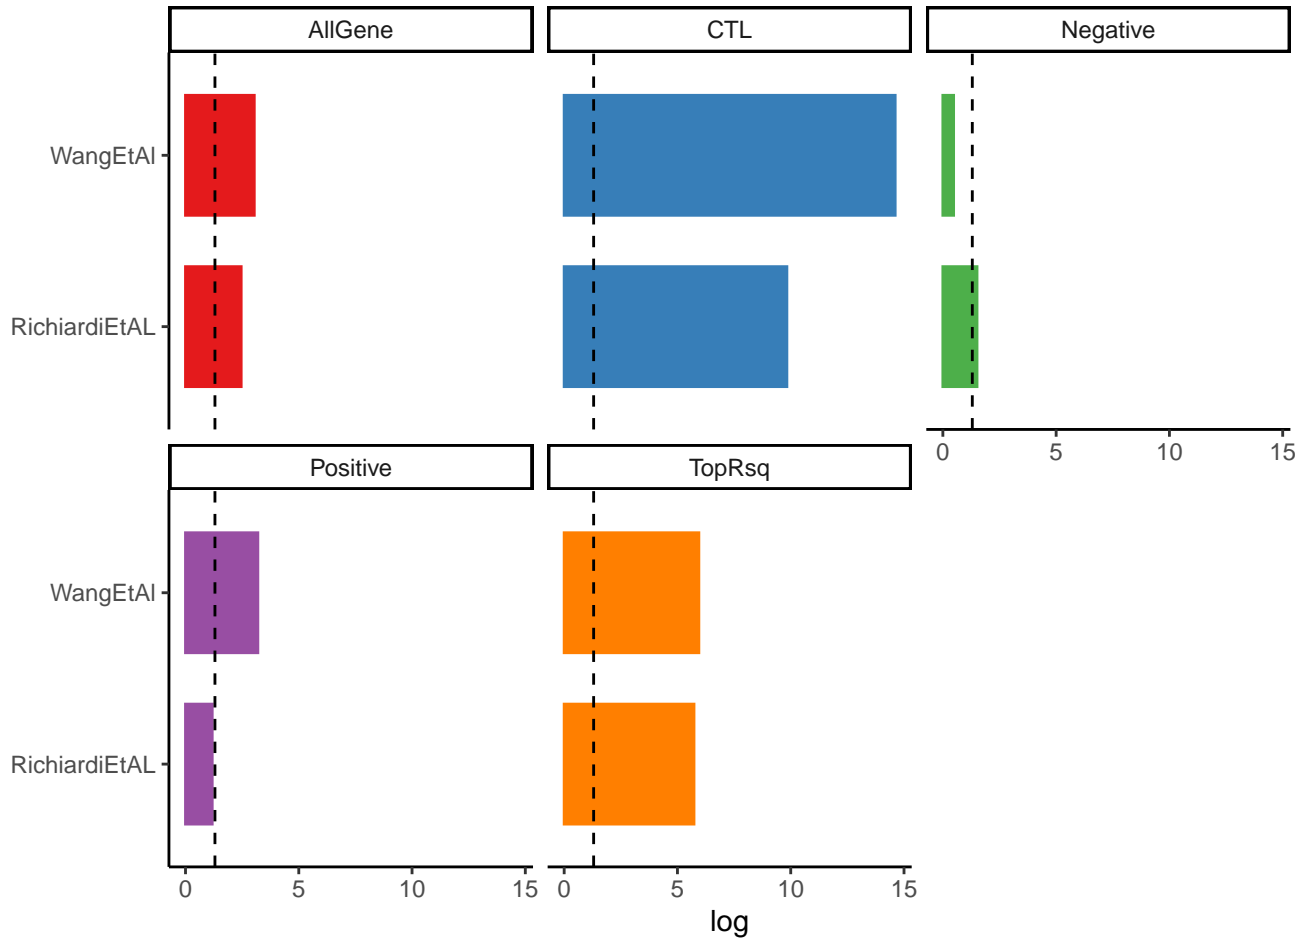 AllGene
CTL
Negative
WangEtAl
RichiardiEtAL
0 5 10 15
Positive
TopRsq
WangEtAl
RichiardiEtAL
0 5 10 15
0 5 10 15
log